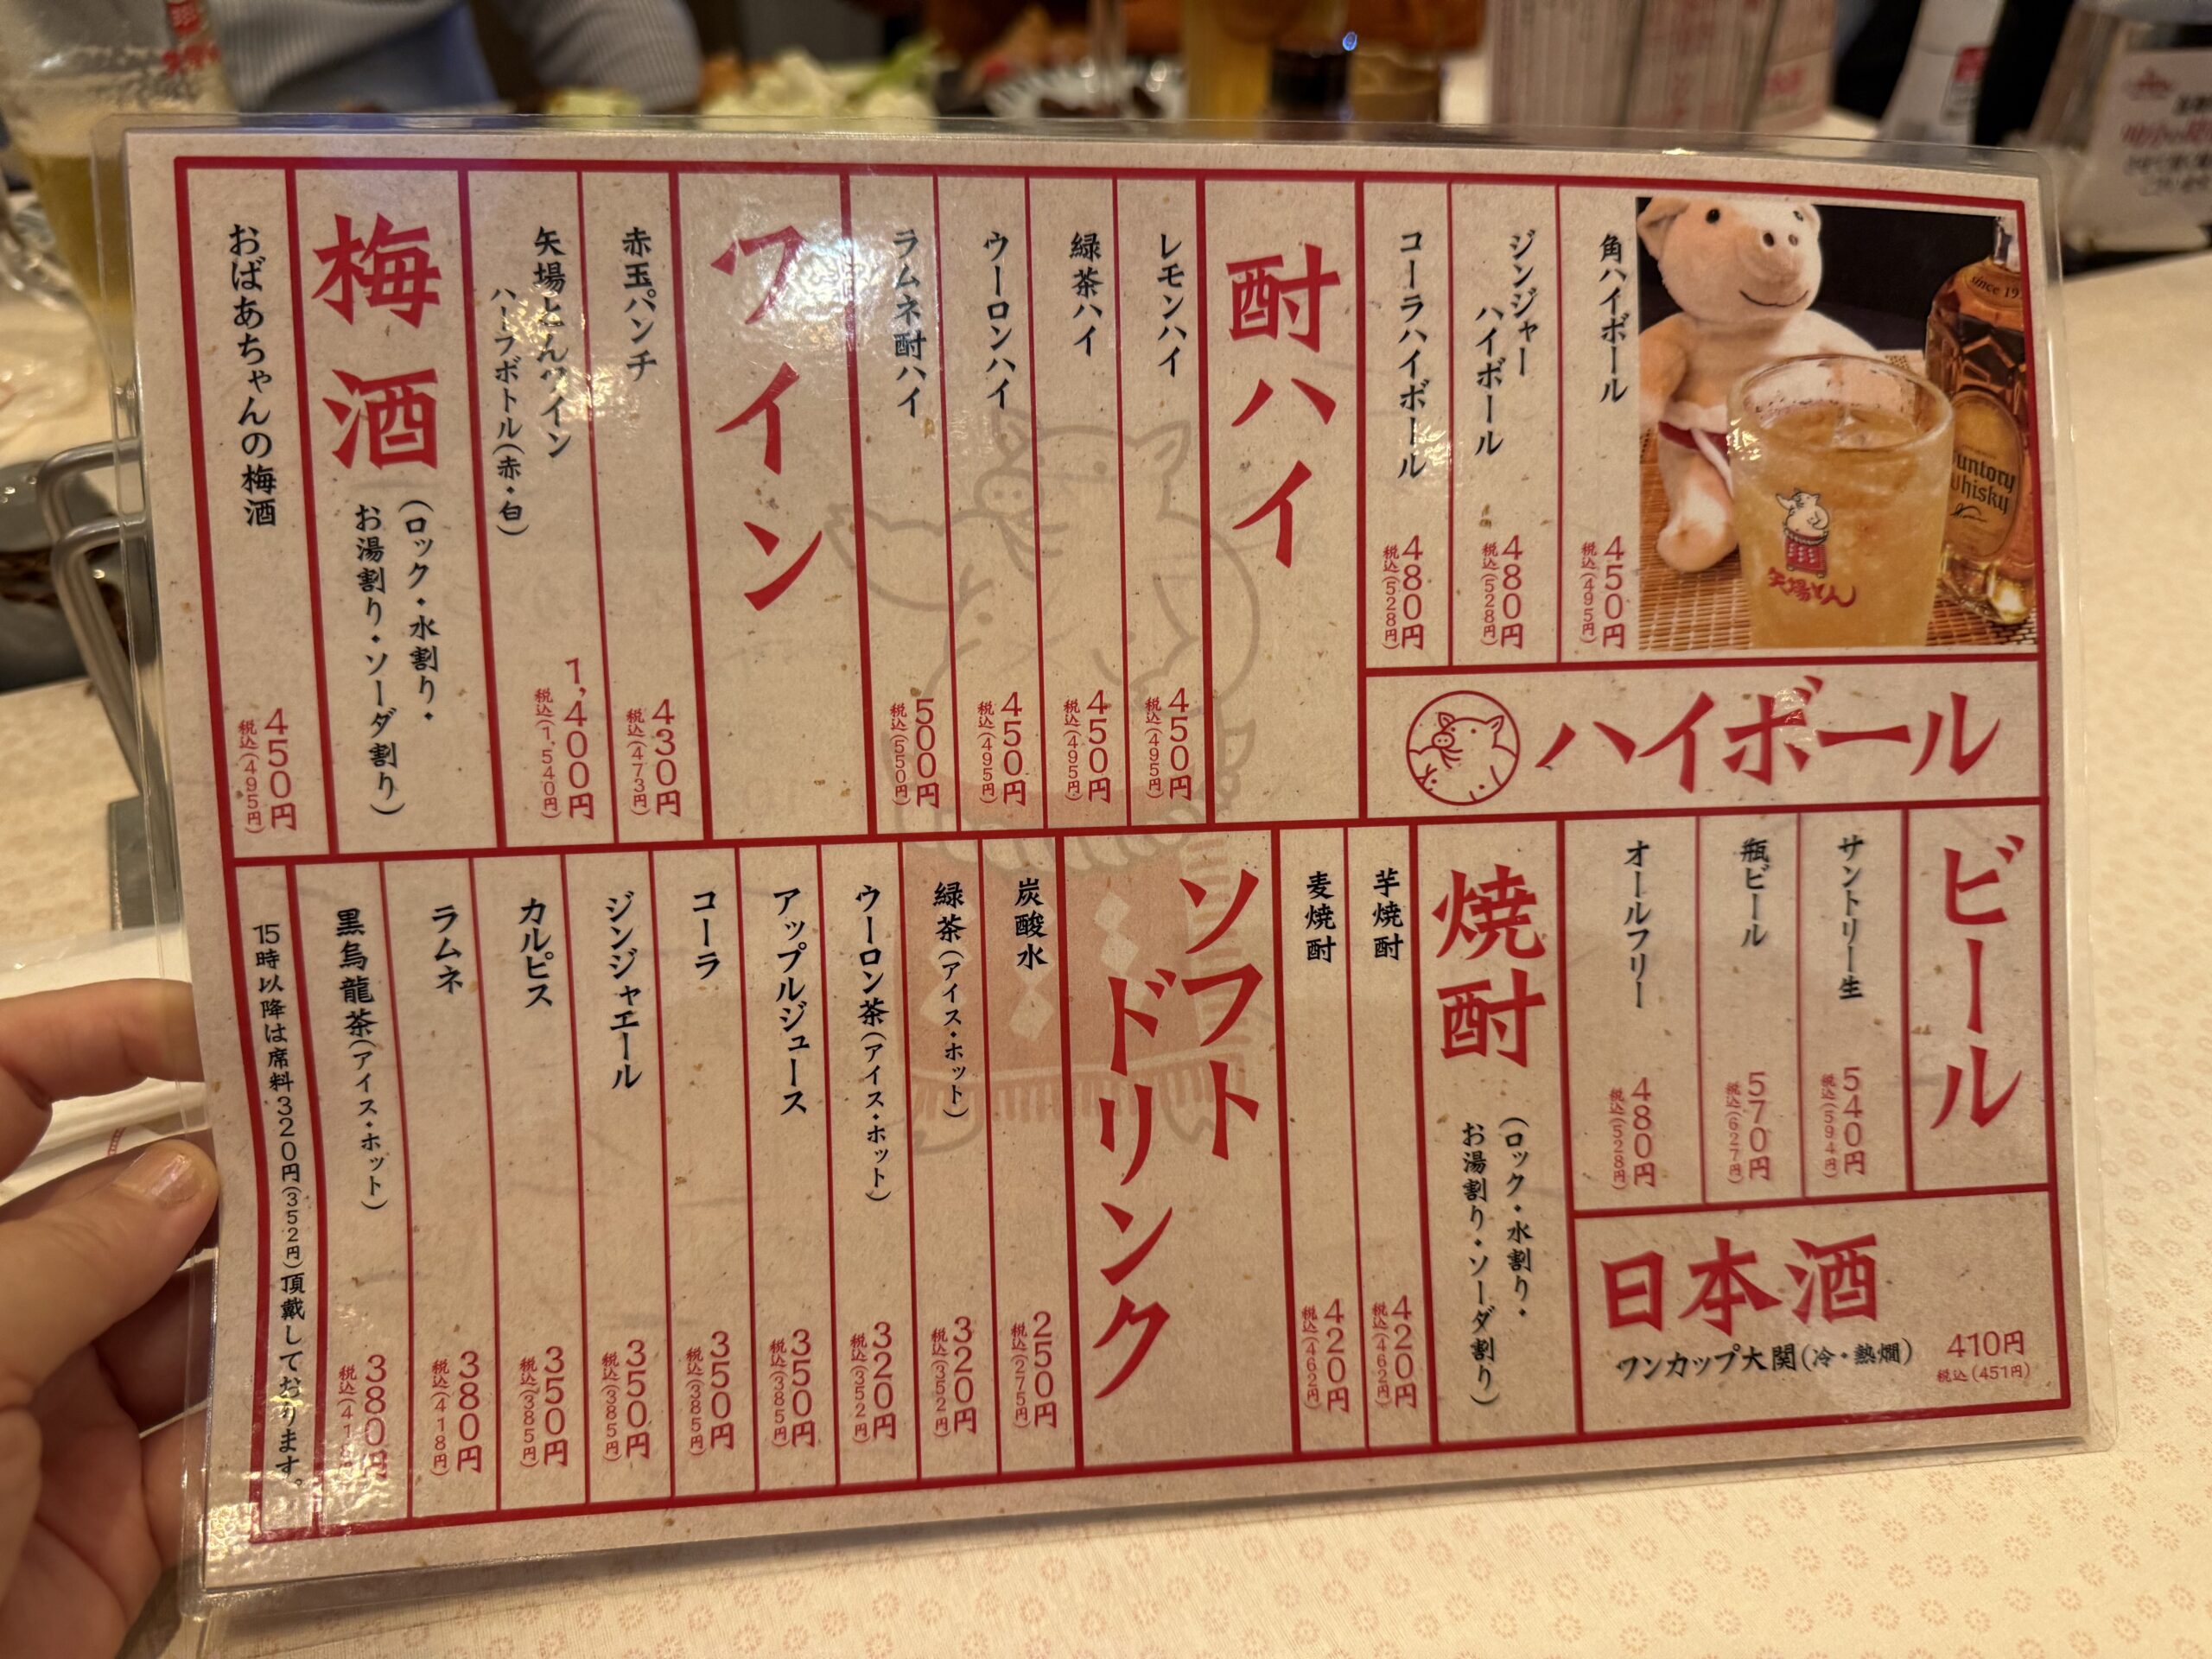 ハイボール
角ハイボール
450円
税込(495円)
ジンジャー
ハイボール
480円
税込(528円)
コーラハイボール
480円
税込(528円)
since 19
Suntory
Whisky
矢場とん
酎ハイ
レモンハイ
450円
税込(495円)
緑茶ハイ
450円
税込(495円)
ウーロンハイ
450円
税込(495円)
ラムネ酎ハイ
500円
税込(550円)
ワイン
赤玉パンチ
430円
税込(473円)
矢場とんワイン
ハーフボトル(赤・白)
1,400円
税込(1,540円)
梅酒
(ロック・水割り・
お湯割り・ソーダ割り)
おばあちゃんの梅酒
450円
税込(495円)
ビール
サントリー生
540円
税込(594円)
瓶ビール
570円
税込(627円)
オールフリー
480円
税込(528円)
日本酒
ワンカップ大関(冷・熱燗)
410円
税込(451円)
焼酎
(ロック・水割り・
お湯割り・ソーダ割り)
芋焼酎
420円
税込(462円)
麦焼酎
420円
税込(462円)
ソフト
ドリンク
炭酸水
250円
税込(275円)
緑茶(アイス・ホット)
320円
税込(352円)
ウーロン茶(アイス・ホット)
320円
税込(352円)
アップルジュース
350円
税込(385円)
コーラ
350円
税込(385円)
ジンジャエール
350円
税込(385円)
カルピス
350円
税込(385円)
ラムネ
380円
税込(418円)
黒烏龍茶(アイス・ホット)
380円
税込(418円)
15時以降は席料320円(352円)頂戴しております。